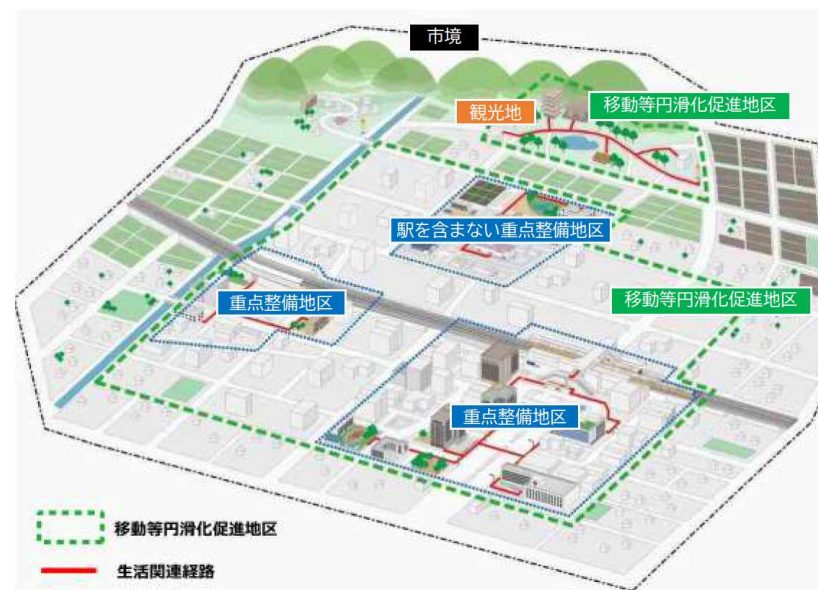 市境
観光地
移動等円滑化促進地区
駅を含まない重点整備地区
重点整備地区
移動等円滑化促進地区
重点整備地区
移動等円滑化促進地区
生活関連経路